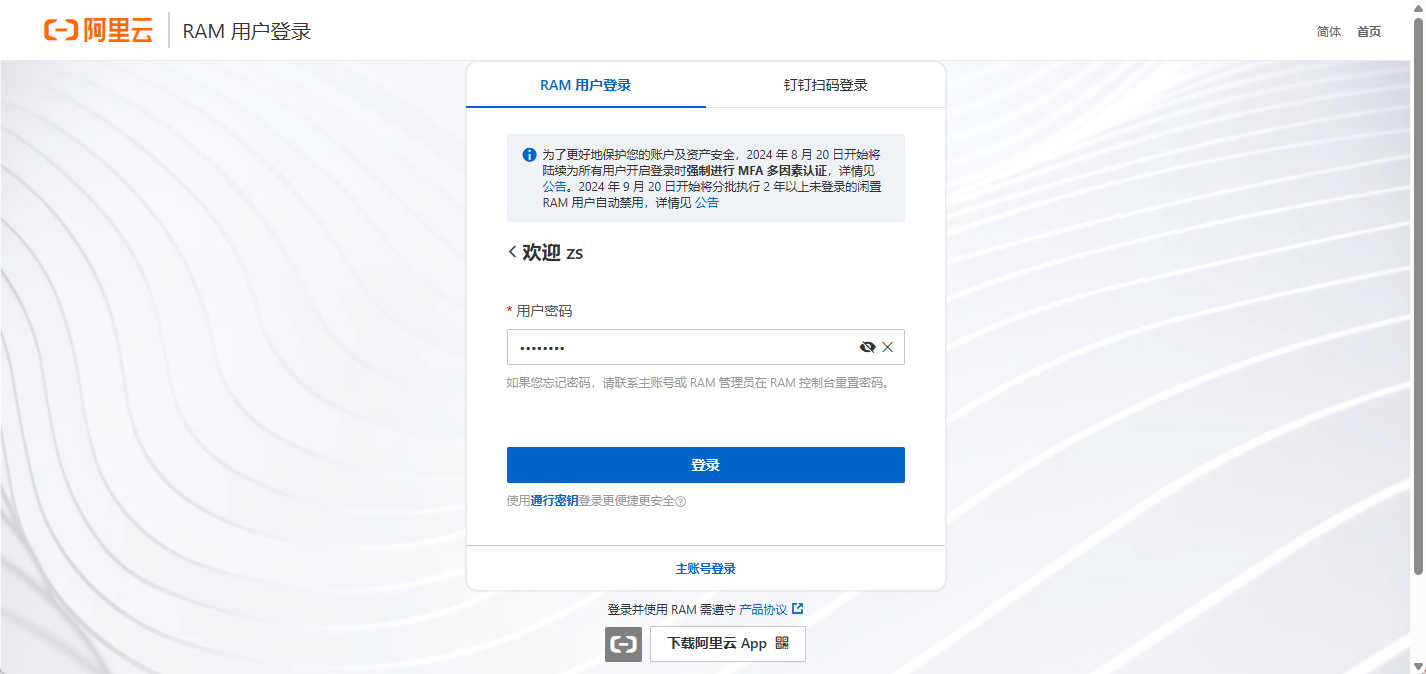 阿里云
RAM 用户登录
简体 首页
RAM 用户登录
钉钉扫码登录
为了更好地保护您的账户及资产安全，2024 年 8 月 20 日开始将
陆续为所有用户开启登录时强制进行 MFA 多因素认证，详情见
公告。2024 年 9 月 20 日开始将分批执行 2 年以上未登录的闲置
RAM 用户自动禁用，详情见 公告
欢迎 zs
* 用户密码
••••••••
如果您忘记密码，请联系主账号或 RAM 管理员在 RAM 控制台重置密码。
登录
使用通行密钥登录更便捷更安全?
主账号登录
登录并使用 RAM 需遵守 产品协议
下载阿里云 App